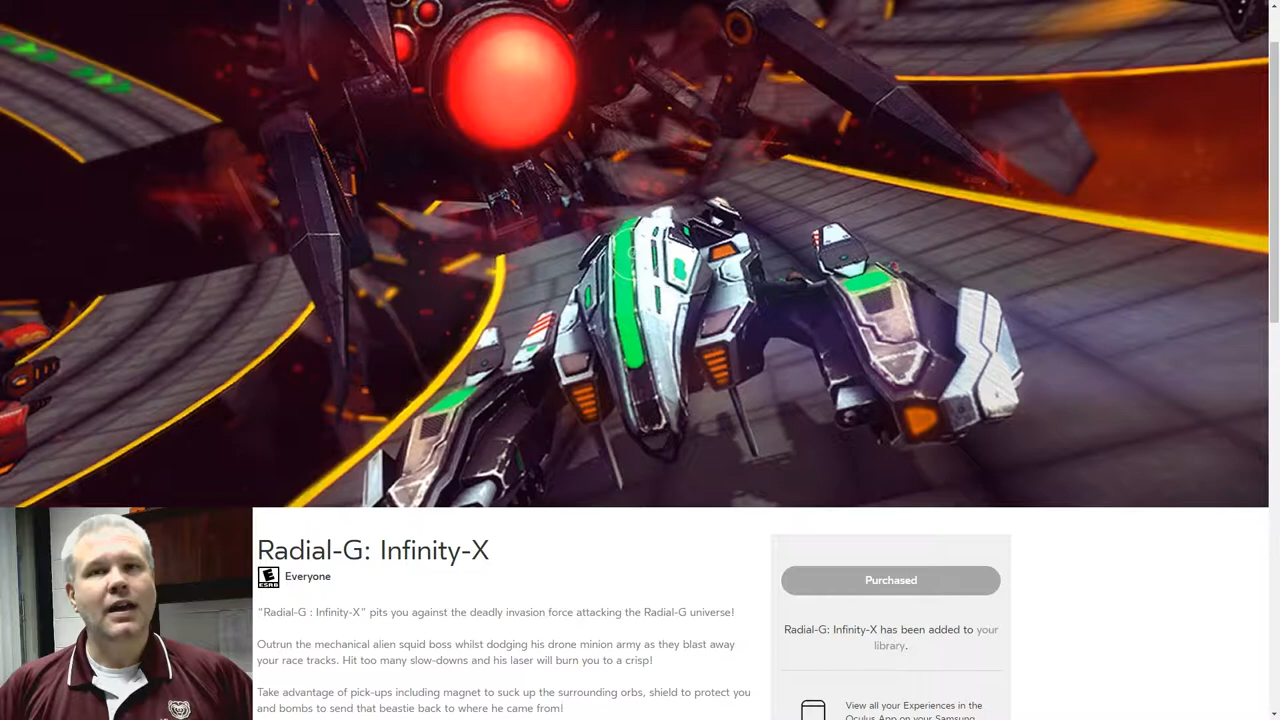 Radial-G: Infinity-X
E
ESRB
Everyone
"Radial-G : Infinity-X" pits you against the deadly invasion force attacking the Radial-G universe!
Outrun the mechanical alien squid boss whilst dodging his drone minion army as they blast away
your race tracks. Hit too many slow-downs and his laser will burn you to a crisp!
Take advantage of pick-ups including magnet to suck up the surrounding orbs, shield to protect you
and bombs to send that beastie back to where he came from!
Purchased
Radial-G: Infinity-X has been added to your
library.
View all your Experiences in the
Oculus App on your Samsung